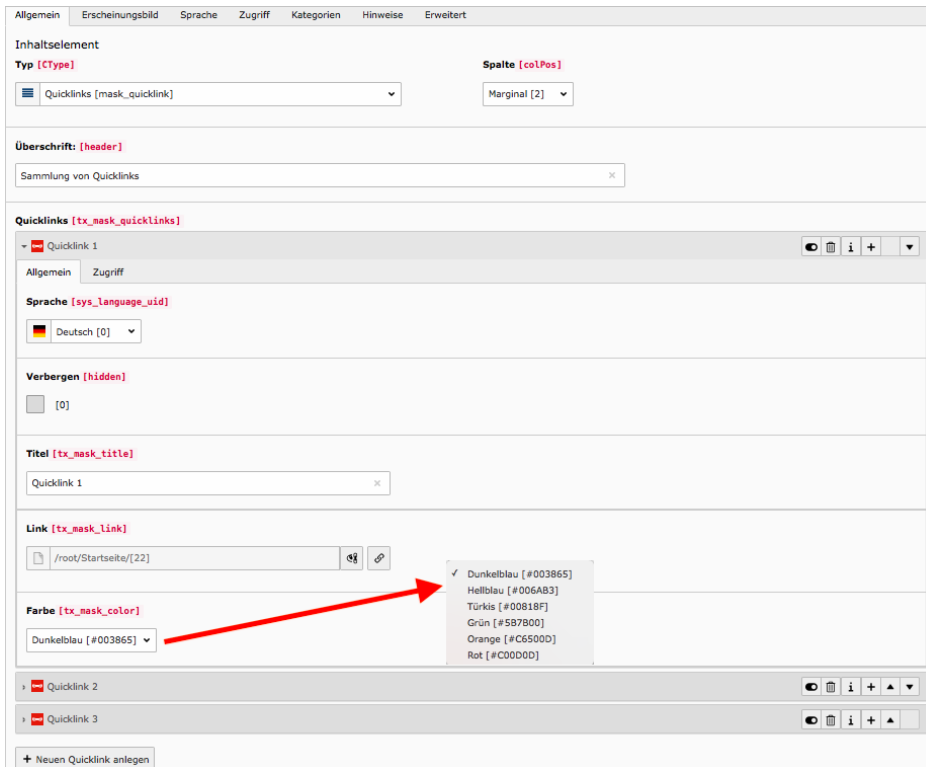 Allgemein Erscheinungsbild Sprache Zugriff Kategorien Hinweise Erweitert
Inhaltselement
Typ [CType] Spalte [colPos]
Quicklinks [mask_quicklink] Marginal [2]
Überschrift: [header]
Sammlung von Quicklinks
Quicklinks [tx_mask_quicklinks]
Quicklink 1
Allgemein Zugriff
Sprache [sys_language_uid]
Deutsch [0]
Verbergen [hidden]
[0]
Titel [tx_mask_title]
Quicklink 1
Link [tx_mask_link]
/root/Startseite/[22]
Farbe [tx_mask_color]
Dunkelblau [#003865]
✓ Dunkelblau [#003865]
Hellblau [#006AB3]
Türkis [#00818F]
Grün [#5B7B00]
Orange [#C6500D]
Rot [#C00D0D]
Quicklink 2
Quicklink 3
+ Neuen Quicklink anlegen